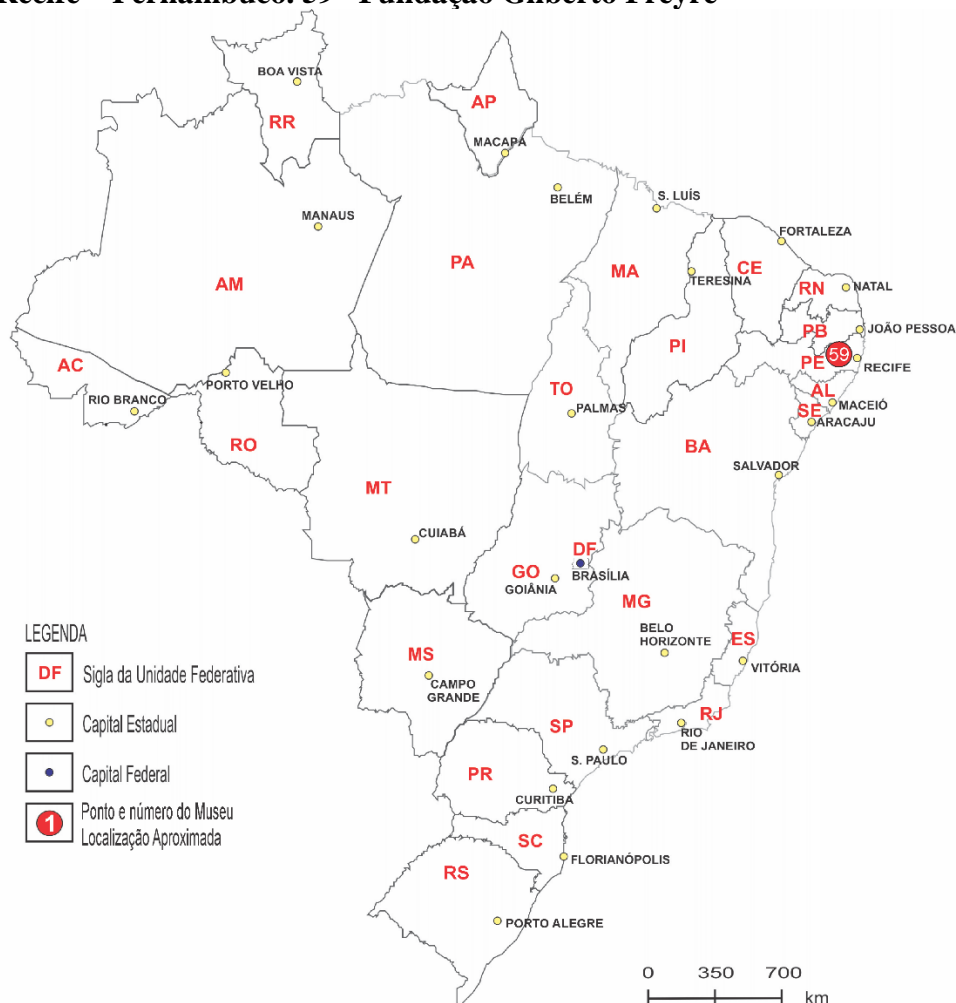 Recife – Pernambuco. 59 - Fundação Gilberto Freyre
BOA VISTA
RR
AP
MACAPÁ
BELÉM
S. LUÍS
MANAUS
FORTALEZA
PA
MA
CE
TERESINA
AM
RN
NATAL
PB
JOÃO PESSOA
PI
59
PE
RECIFE
AC
PORTO VELHO
TO
AL
RIO BRANCO
PALMAS
SE
MACEIÓ
ARACAJU
RO
BA
SALVADOR
MT
CUIABÁ
DF
GO
BRASÍLIA
GOIÂNIA
MG
BELO
HORIZONTE
ES
VITÓRIA
MS
CAMPO
GRANDE
RJ
SP
RIO
DE JANEIRO
S. PAULO
PR
CURITIBA
SC
FLORIANÓPOLIS
RS
PORTO ALEGRE
LEGENDA
DF Sigla da Unidade Federativa
Capital Estadual
Capital Federal
1 Ponto e número do Museu
Localização Aproximada
0 350 700
km